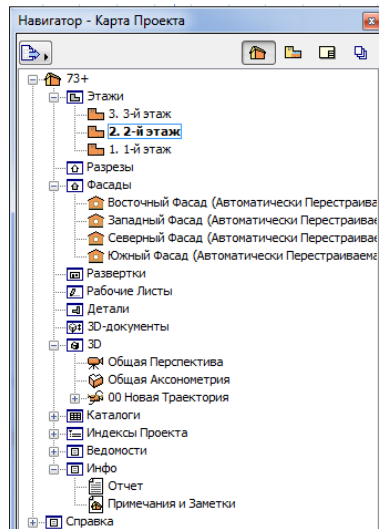 Навигатор - Карта Проекта
73+
Этажи
3. 3-й этаж
2. 2-й этаж
1. 1-й этаж
Разрезы
Фасады
Восточный Фасад (Автоматически Перестраива
Западный Фасад (Автоматически Перестраивае
Северный Фасад (Автоматически Перестраивае
Южный Фасад (Автоматически Перестраиваема
Развертки
Рабочие Листы
Детали
3D-документы
3D
Общая Перспектива
Общая Аксонометрия
00 Новая Траектория
Каталоги
Индексы Проекта
Ведомости
Инфо
Отчет
Примечания и Заметки
Справка